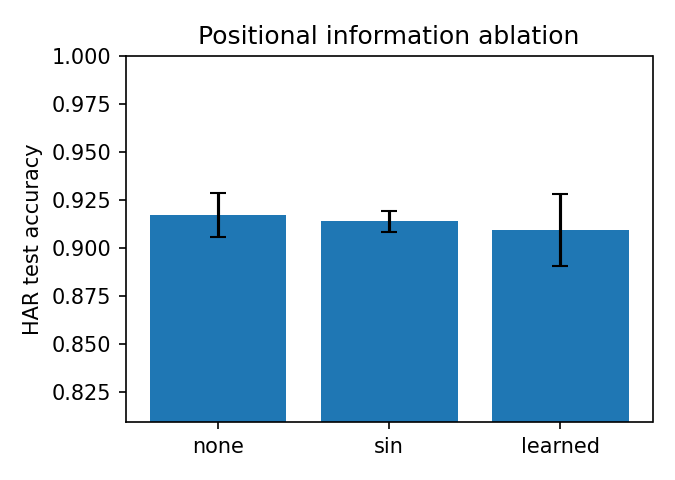 Positional information ablation
HAR test accuracy
1.000
0.975
0.950
0.925
0.900
0.875
0.850
0.825
none
sin
learned